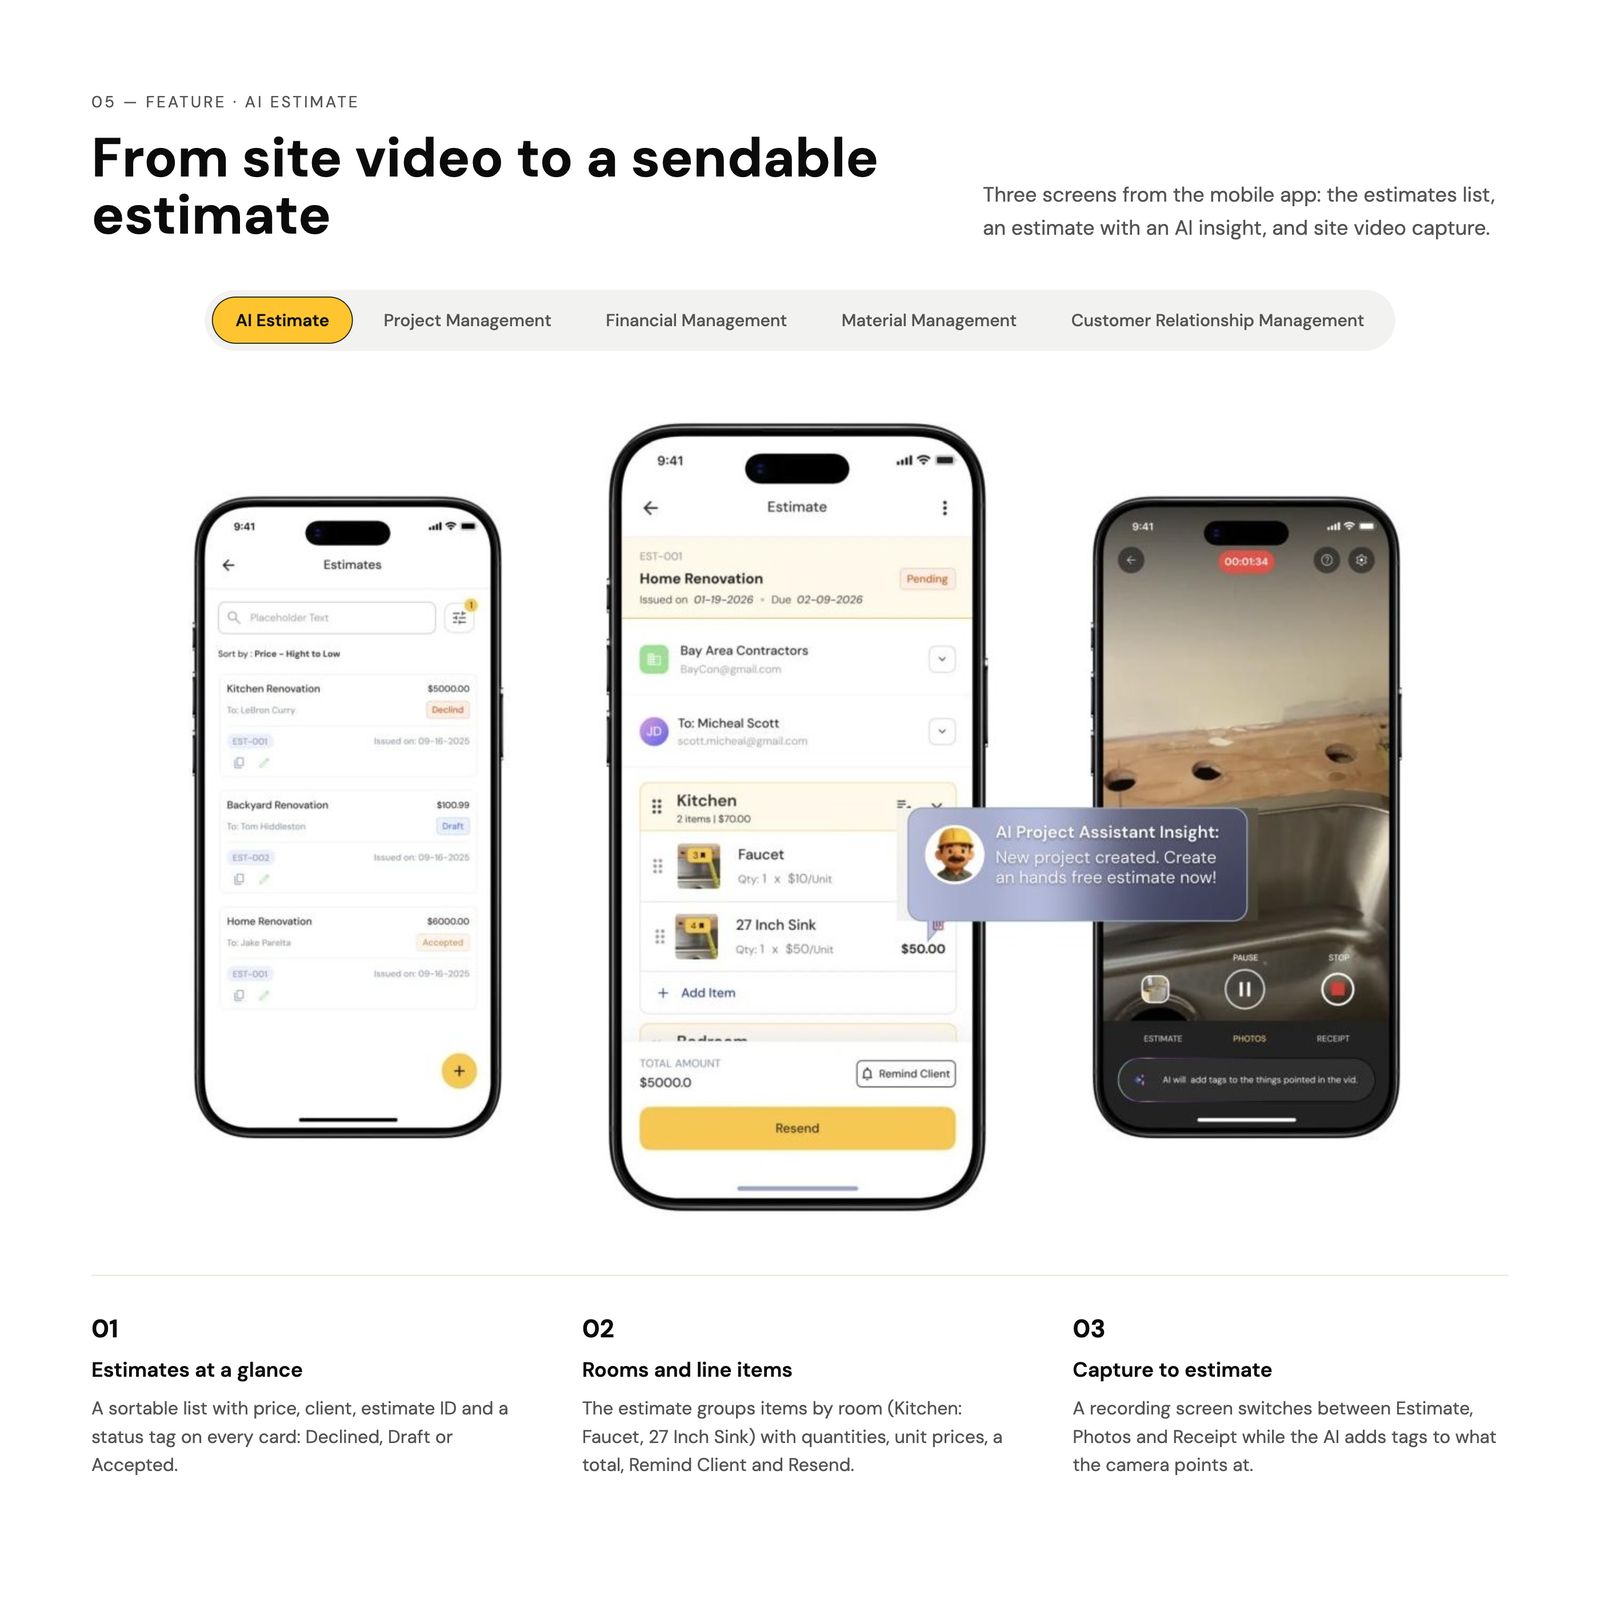 05 — FEATURE · AI ESTIMATE
From site video to a sendable
estimate
Three screens from the mobile app: the estimates list,
an estimate with an AI insight, and site video capture.
AI Estimate
Project Management
Financial Management
Material Management
Customer Relationship Management
9:41
Estimates
1
Placeholder Text
Sort by : Price - Hight to Low
Kitchen Renovation
$5000.00
To: LeBron Curry
Declind
EST-001
Issued on: 09-16-2025
Backyard Renovation
$100.99
To: Tom Hiddleston
Draft
EST-002
Issued on: 09-16-2025
Home Renovation
$6000.00
To: Jake Parelta
Accepted
EST-001
Issued on: 09-16-2025
+
9:41
Estimate
EST-001
Home Renovation
Pending
Issued on 01-19-2026 • Due 02-09-2026
Bay Area Contractors
BayCon@gmail.com
JD
To: Micheal Scott
scott.micheal@gmail.com
Kitchen
2 items | $70.00
3
Faucet
Qty: 1 x $10/Unit
4
27 Inch Sink
Qty: 1 x $50/Unit
$50.00
+ Add Item
Bedroom
TOTAL AMOUNT
$5000.0
Remind Client
Resend
AI Project Assistant Insight:
New project created. Create
an hands free estimate now!
9:41
00:01:34
PAUSE
STOP
ESTIMATE
PHOTOS
RECEIPT
AI will add tags to the things pointed in the vid.
01
Estimates at a glance
A sortable list with price, client, estimate ID and a
status tag on every card: Declined, Draft or
Accepted.
02
Rooms and line items
The estimate groups items by room (Kitchen:
Faucet, 27 Inch Sink) with quantities, unit prices, a
total, Remind Client and Resend.
03
Capture to estimate
A recording screen switches between Estimate,
Photos and Receipt while the AI adds tags to what
the camera points at.